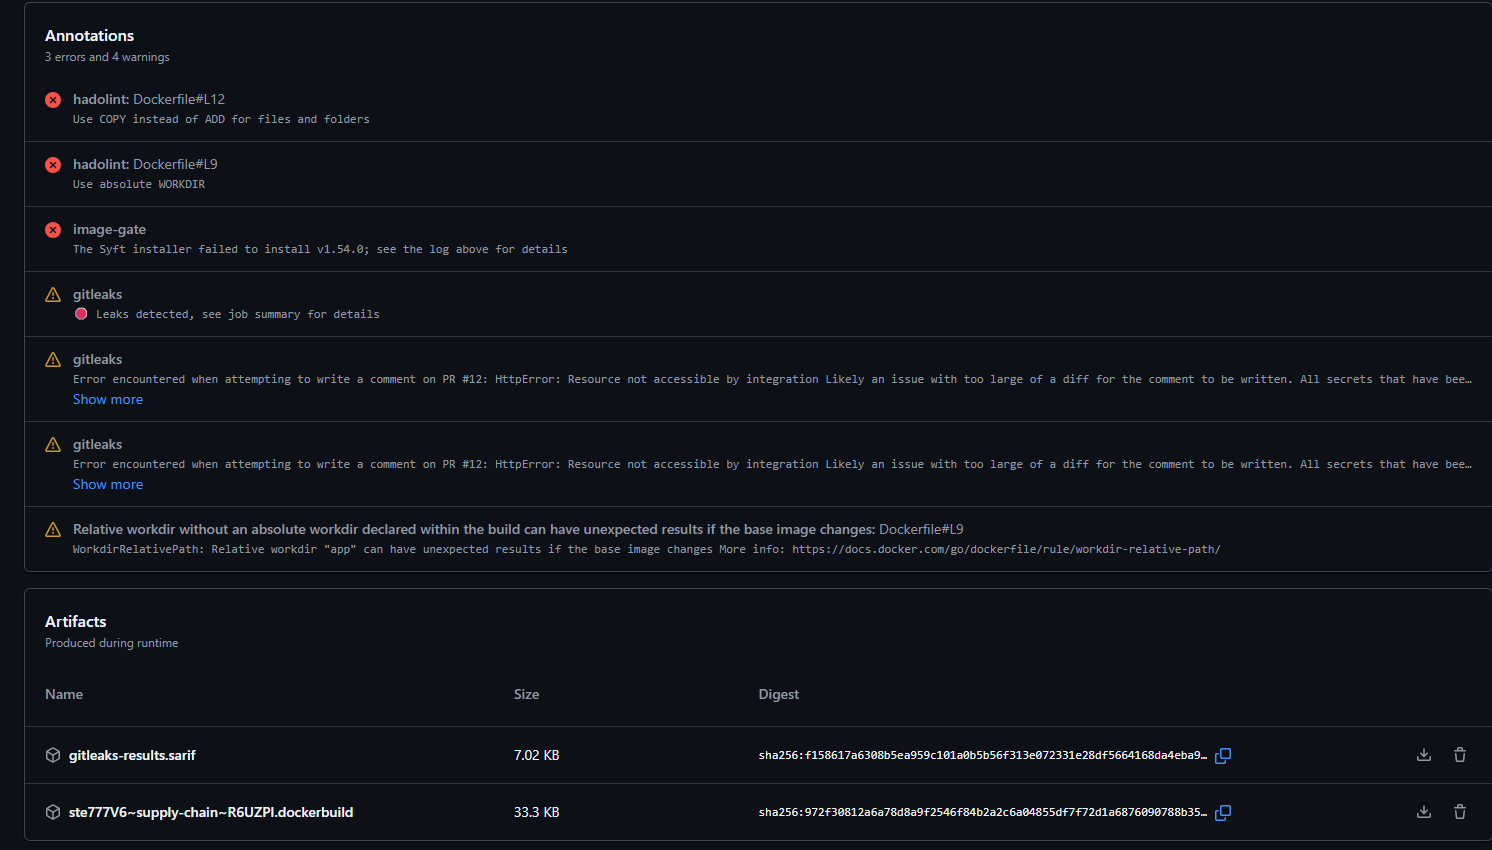 Annotations
3 errors and 4 warnings
hadolint: Dockerfile#L12
Use COPY instead of ADD for files and folders
hadolint: Dockerfile#L9
Use absolute WORKDIR
image-gate
The Syft installer failed to install v1.54.0; see the log above for details
gitleaks
🛑 Leaks detected, see job summary for details
gitleaks
Error encountered when attempting to write a comment on PR #12: HttpError: Resource not accessible by integration Likely an issue with too large of a diff for the comment to be written. All secrets that have bee…
Show more
gitleaks
Error encountered when attempting to write a comment on PR #12: HttpError: Resource not accessible by integration Likely an issue with too large of a diff for the comment to be written. All secrets that have bee…
Show more
Relative workdir without an absolute workdir declared within the build can have unexpected results if the base image changes: Dockerfile#L9
WorkdirRelativePath: Relative workdir "app" can have unexpected results if the base image changes More info: https://docs.docker.com/go/dockerfile/rule/workdir-relative-path/
Artifacts
Produced during runtime
Name Size Digest
gitleaks-results.sarif 7.02 KB sha256:f158617a6308b5ea959c101a0b5b56f313e072331e28df5664168da4eba9…
ste777V6~supply-chain~R6UZPI.dockerbuild 33.3 KB sha256:972f30812a6a78d8a9f2546f84b2a2c6a04855df7f72d1a6876090788b35…